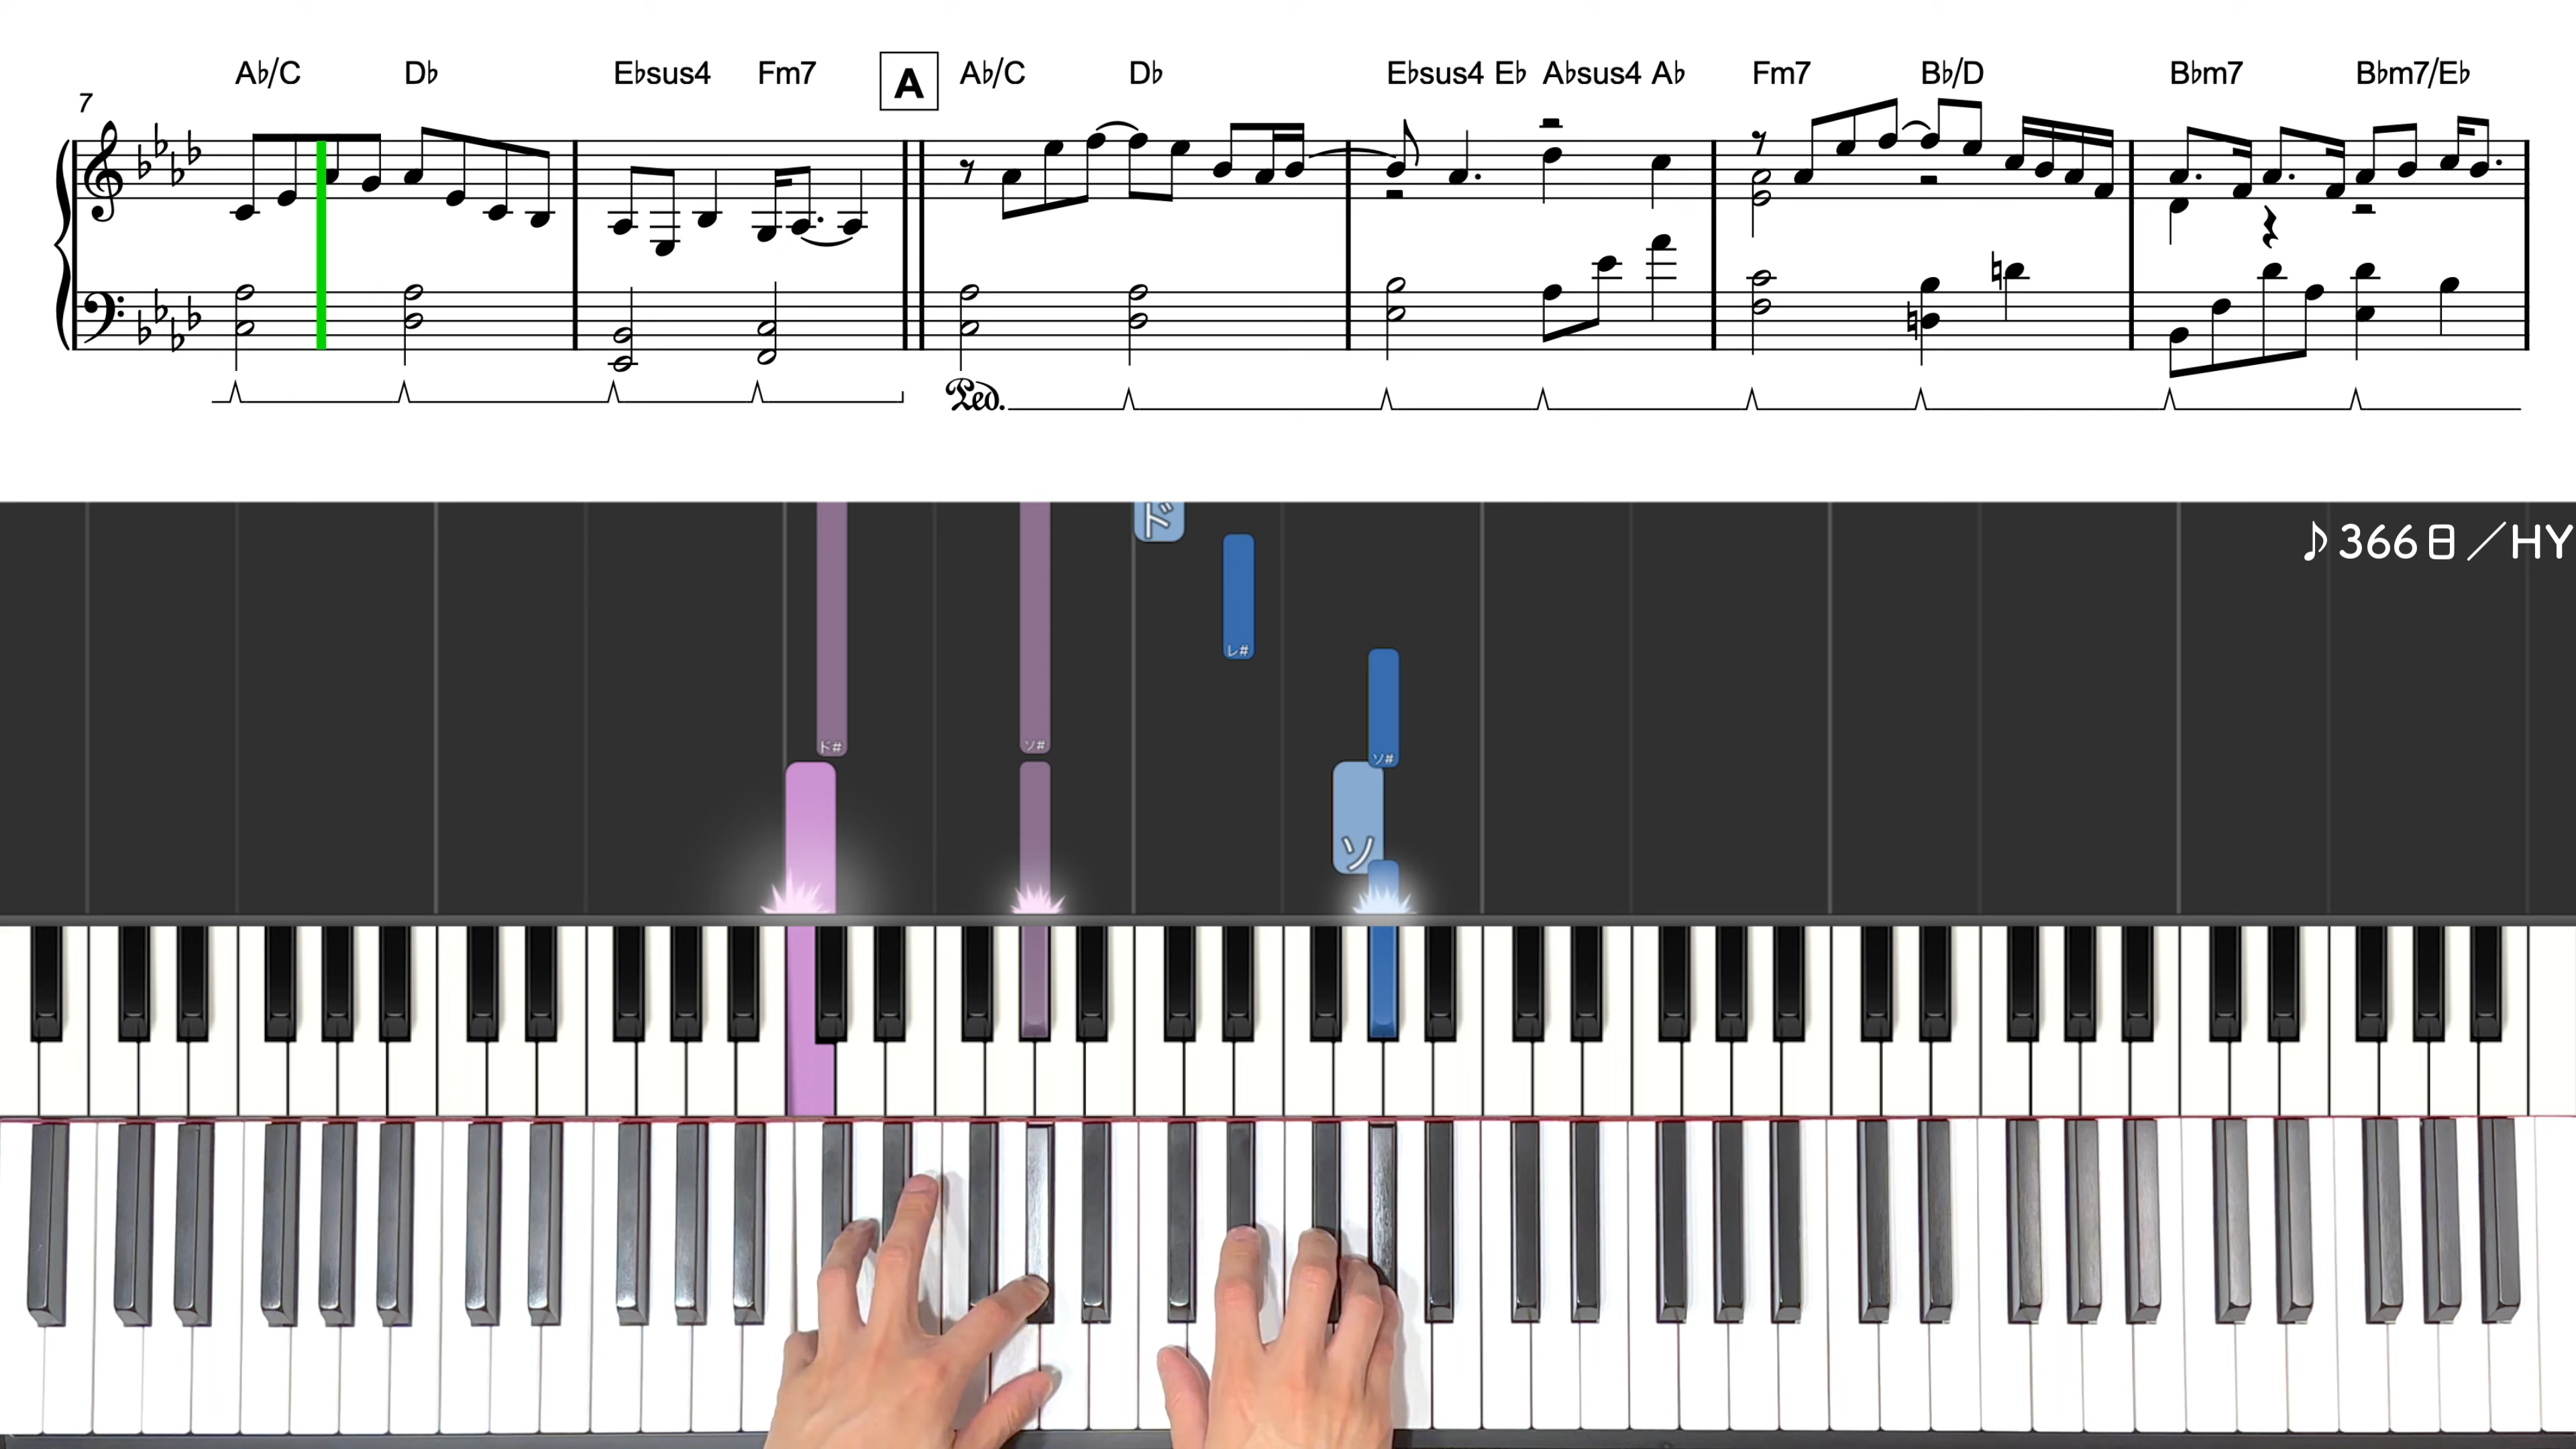 A♭/C D♭ E♭sus4 Fm7 A A♭/C D♭ E♭sus4 E♭ A♭sus4 A♭ Fm7 B♭/D B♭m7 B♭m7/E♭
7
Ped.
♪366日／HY
ド
レ#
ド# ソ#
ソ#
ソ